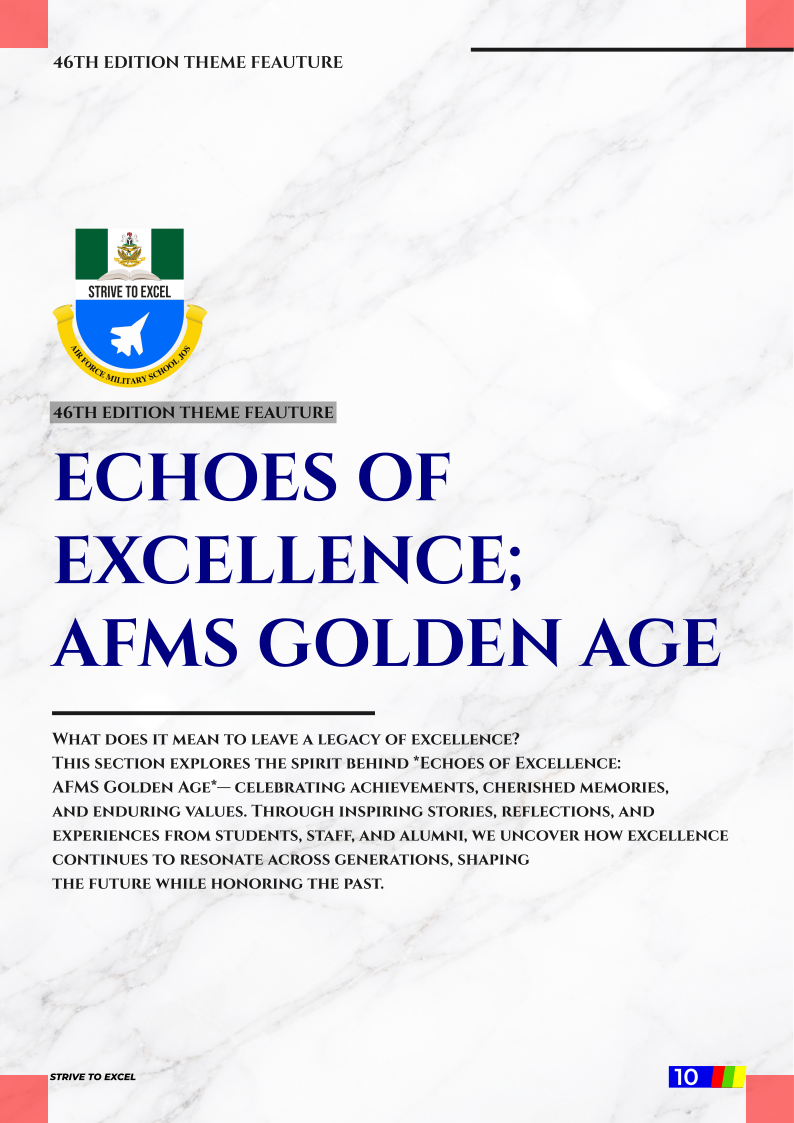 46TH EDITION THEME FEAUTURE
STRIVE TO EXCEL
AIR FORCE MILITARY SCHOOL JOS
46TH EDITION THEME FEAUTURE
ECHOES OF
EXCELLENCE;
AFMS GOLDEN AGE
What does it mean to leave a legacy of excellence?
This section explores the spirit behind *Echoes of Excellence:
AFMS Golden Age*— celebrating achievements, cherished memories,
and enduring values. Through inspiring stories, reflections, and
experiences from students, staff, and alumni, we uncover how excellence
continues to resonate across generations, shaping
the future while honoring the past.
STRIVE TO EXCEL
10